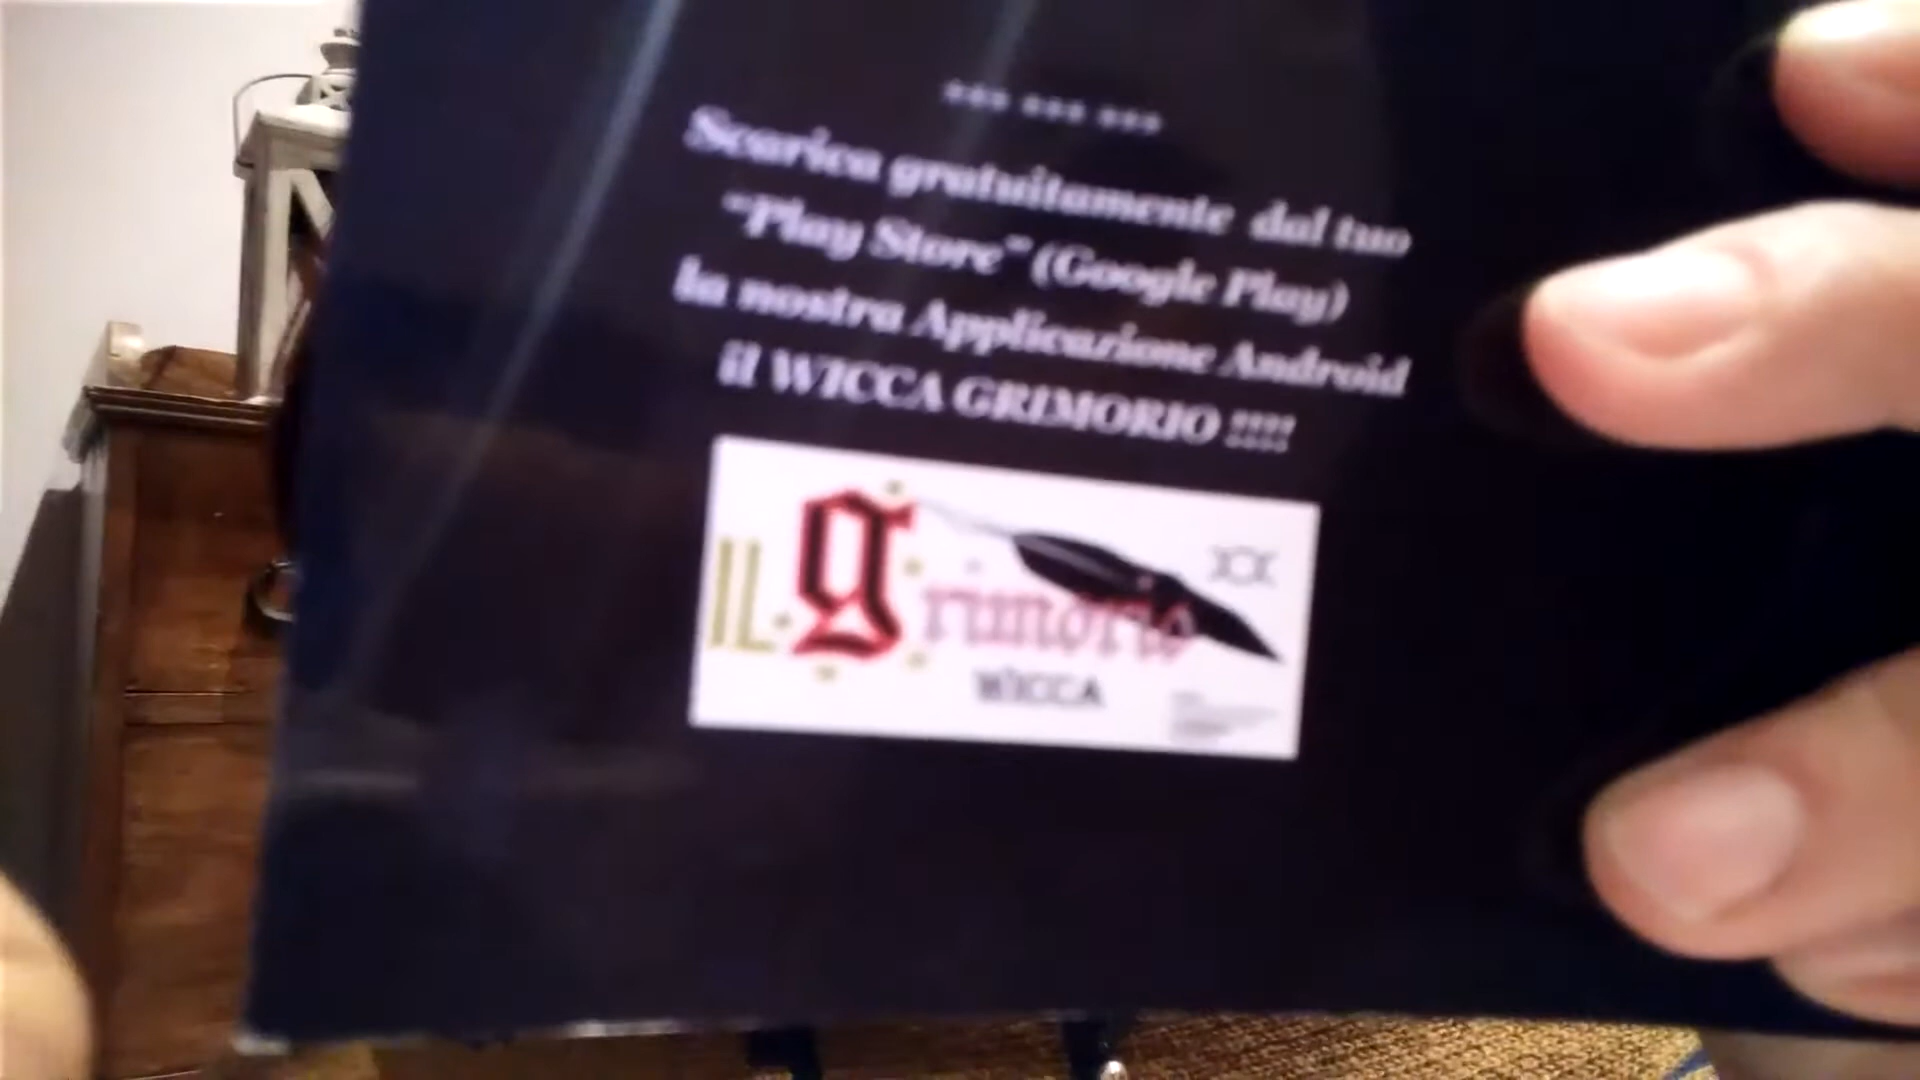 *** *** ***
Scarica gratuitamente dal tuo
"Play Store" (Google Play)
la nostra Applicazione Android
il WICCA GRIMORIO !!!!
IL grimorio
WICCA